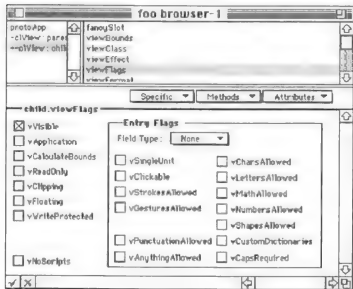 foo browser-1
protoApp
-clView: pare
--clView: chil
fancySlot
viewBounds
viewClass
viewEffect
viewFlags
viewFormat
Specific Methods Attributes
child.viewFlags
vVisible
vApplication
vCalculateBounds
vReadOnly
vClipping
vFloating
vWriteProtected
vNoScripts
Entry Flags
Field Type: None
vSingleUnit vCharsAllowed
vClickable vLettersAllowed
vStrokesAllowed vMathAllowed
vGesturesAllowed vNumbersAllowed
vShapesAllowed
vPunctuationAllowed vCustomDictionaries
vAnythingAllowed vCapsRequired